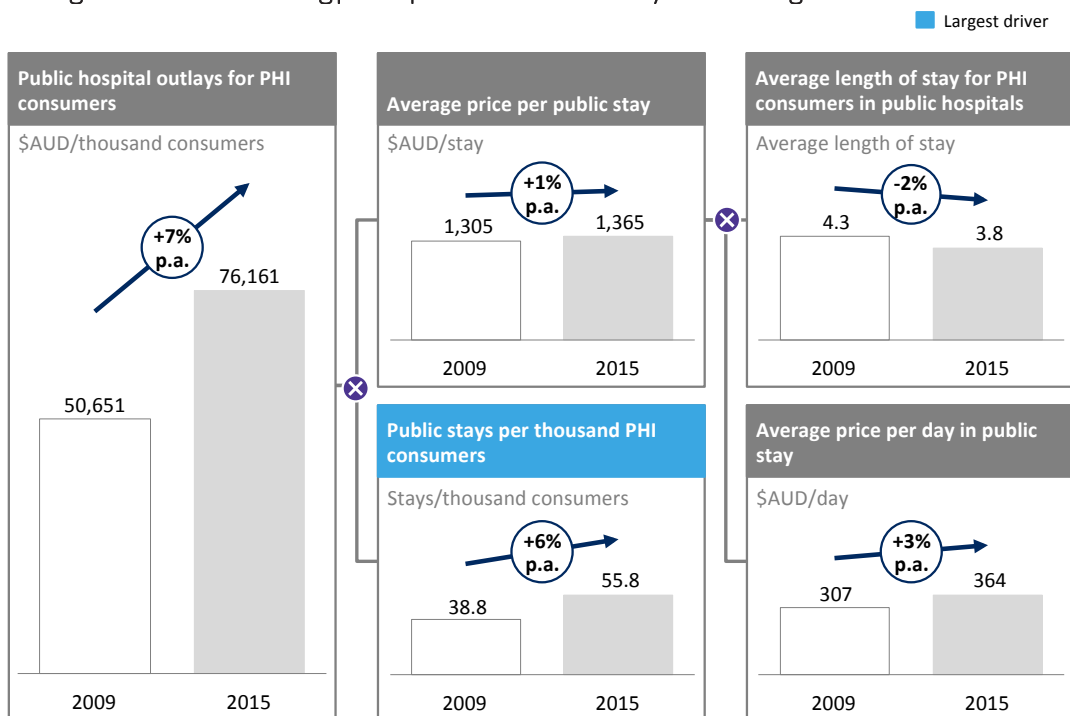 Largest driver
Public hospital outlays for PHI
consumers
$AUD/thousand consumers
+7%
p.a.
76,161
50,651
2009
2015
Average price per public stay
$AUD/stay
+1%
p.a.
1,305
1,365
2009
2015
Public stays per thousand PHI
consumers
Stays/thousand consumers
+6%
p.a.
55.8
38.8
2009
2015
Average length of stay for PHI
consumers in public hospitals
Average length of stay
-2%
p.a.
4.3
3.8
2009
2015
Average price per day in public
stay
$AUD/day
+3%
p.a.
307
364
2009
2015